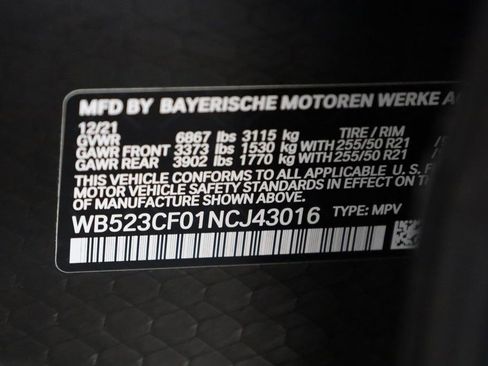 MFD BY BAYERISCHE MOTOREN WERKE
12/21
GVWR 6867 lbs 3115 kg TIRE / RIM
GAWR FRONT 3373 lbs 1530 kg WITH 255/50 R21
GAWR REAR 3902 lbs 1770 kg WITH 255/50 R21
THIS VEHICLE CONFORMS TO ALL APPLICABLE U. S. F
MOTOR VEHICLE SAFETY STANDARDS IN EFFECT ON T
OF MANUFACTURE SHOWN ABOVE.
WB523CF01NCJ43016 TYPE: MPV